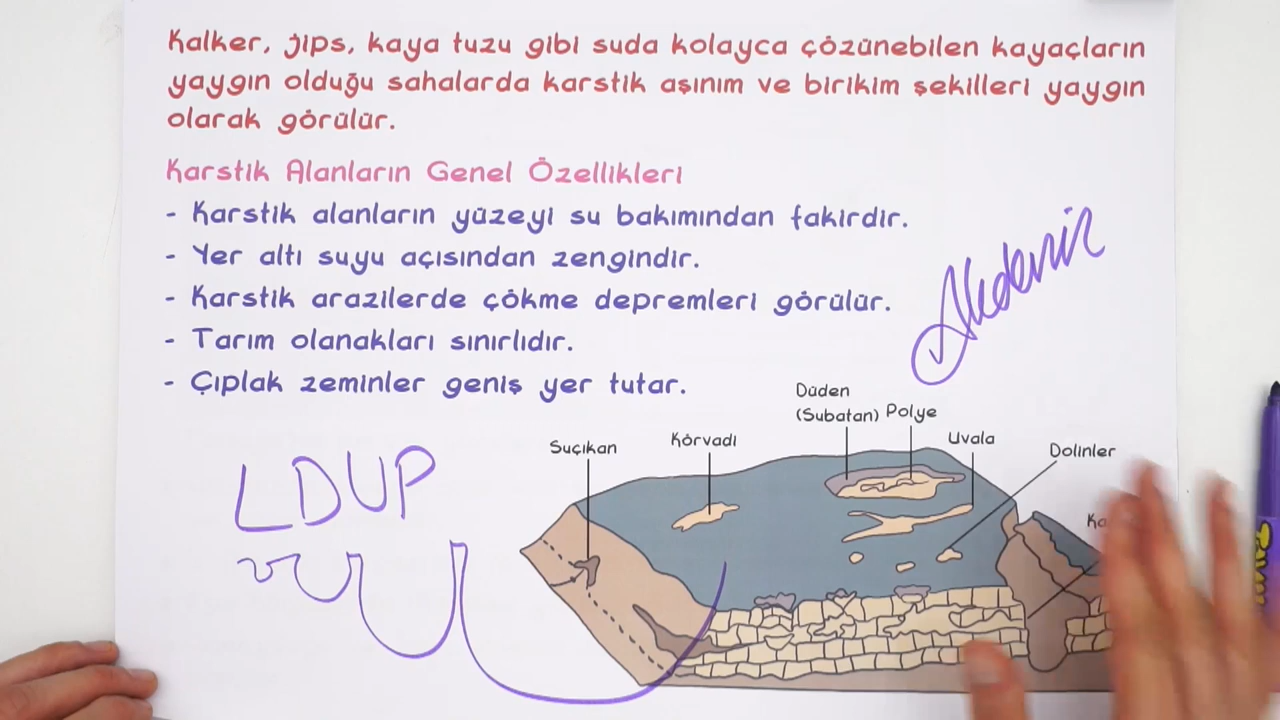 Kalker, jips, kaya tuzu gibi suda kolayca çözünebilen kayaçların
yaygın olduğu sahalarda karstik aşınım ve birikim şekilleri yaygın
olarak görülür.
Karstik Alanların Genel Özellikleri
- Karstik alanların yüzeyi su bakımından fakirdir.
- Yer altı suyu açısından zengindir.
- Karstik arazilerde çökme depremleri görülür.
- Tarım olanakları sınırlıdır.
- Çıplak zeminler geniş yer tutar.
Akdeniz
LDUP
Suçıkan
Körvadi
Düden
(Subatan)
Polye
Uvala
Dolinler